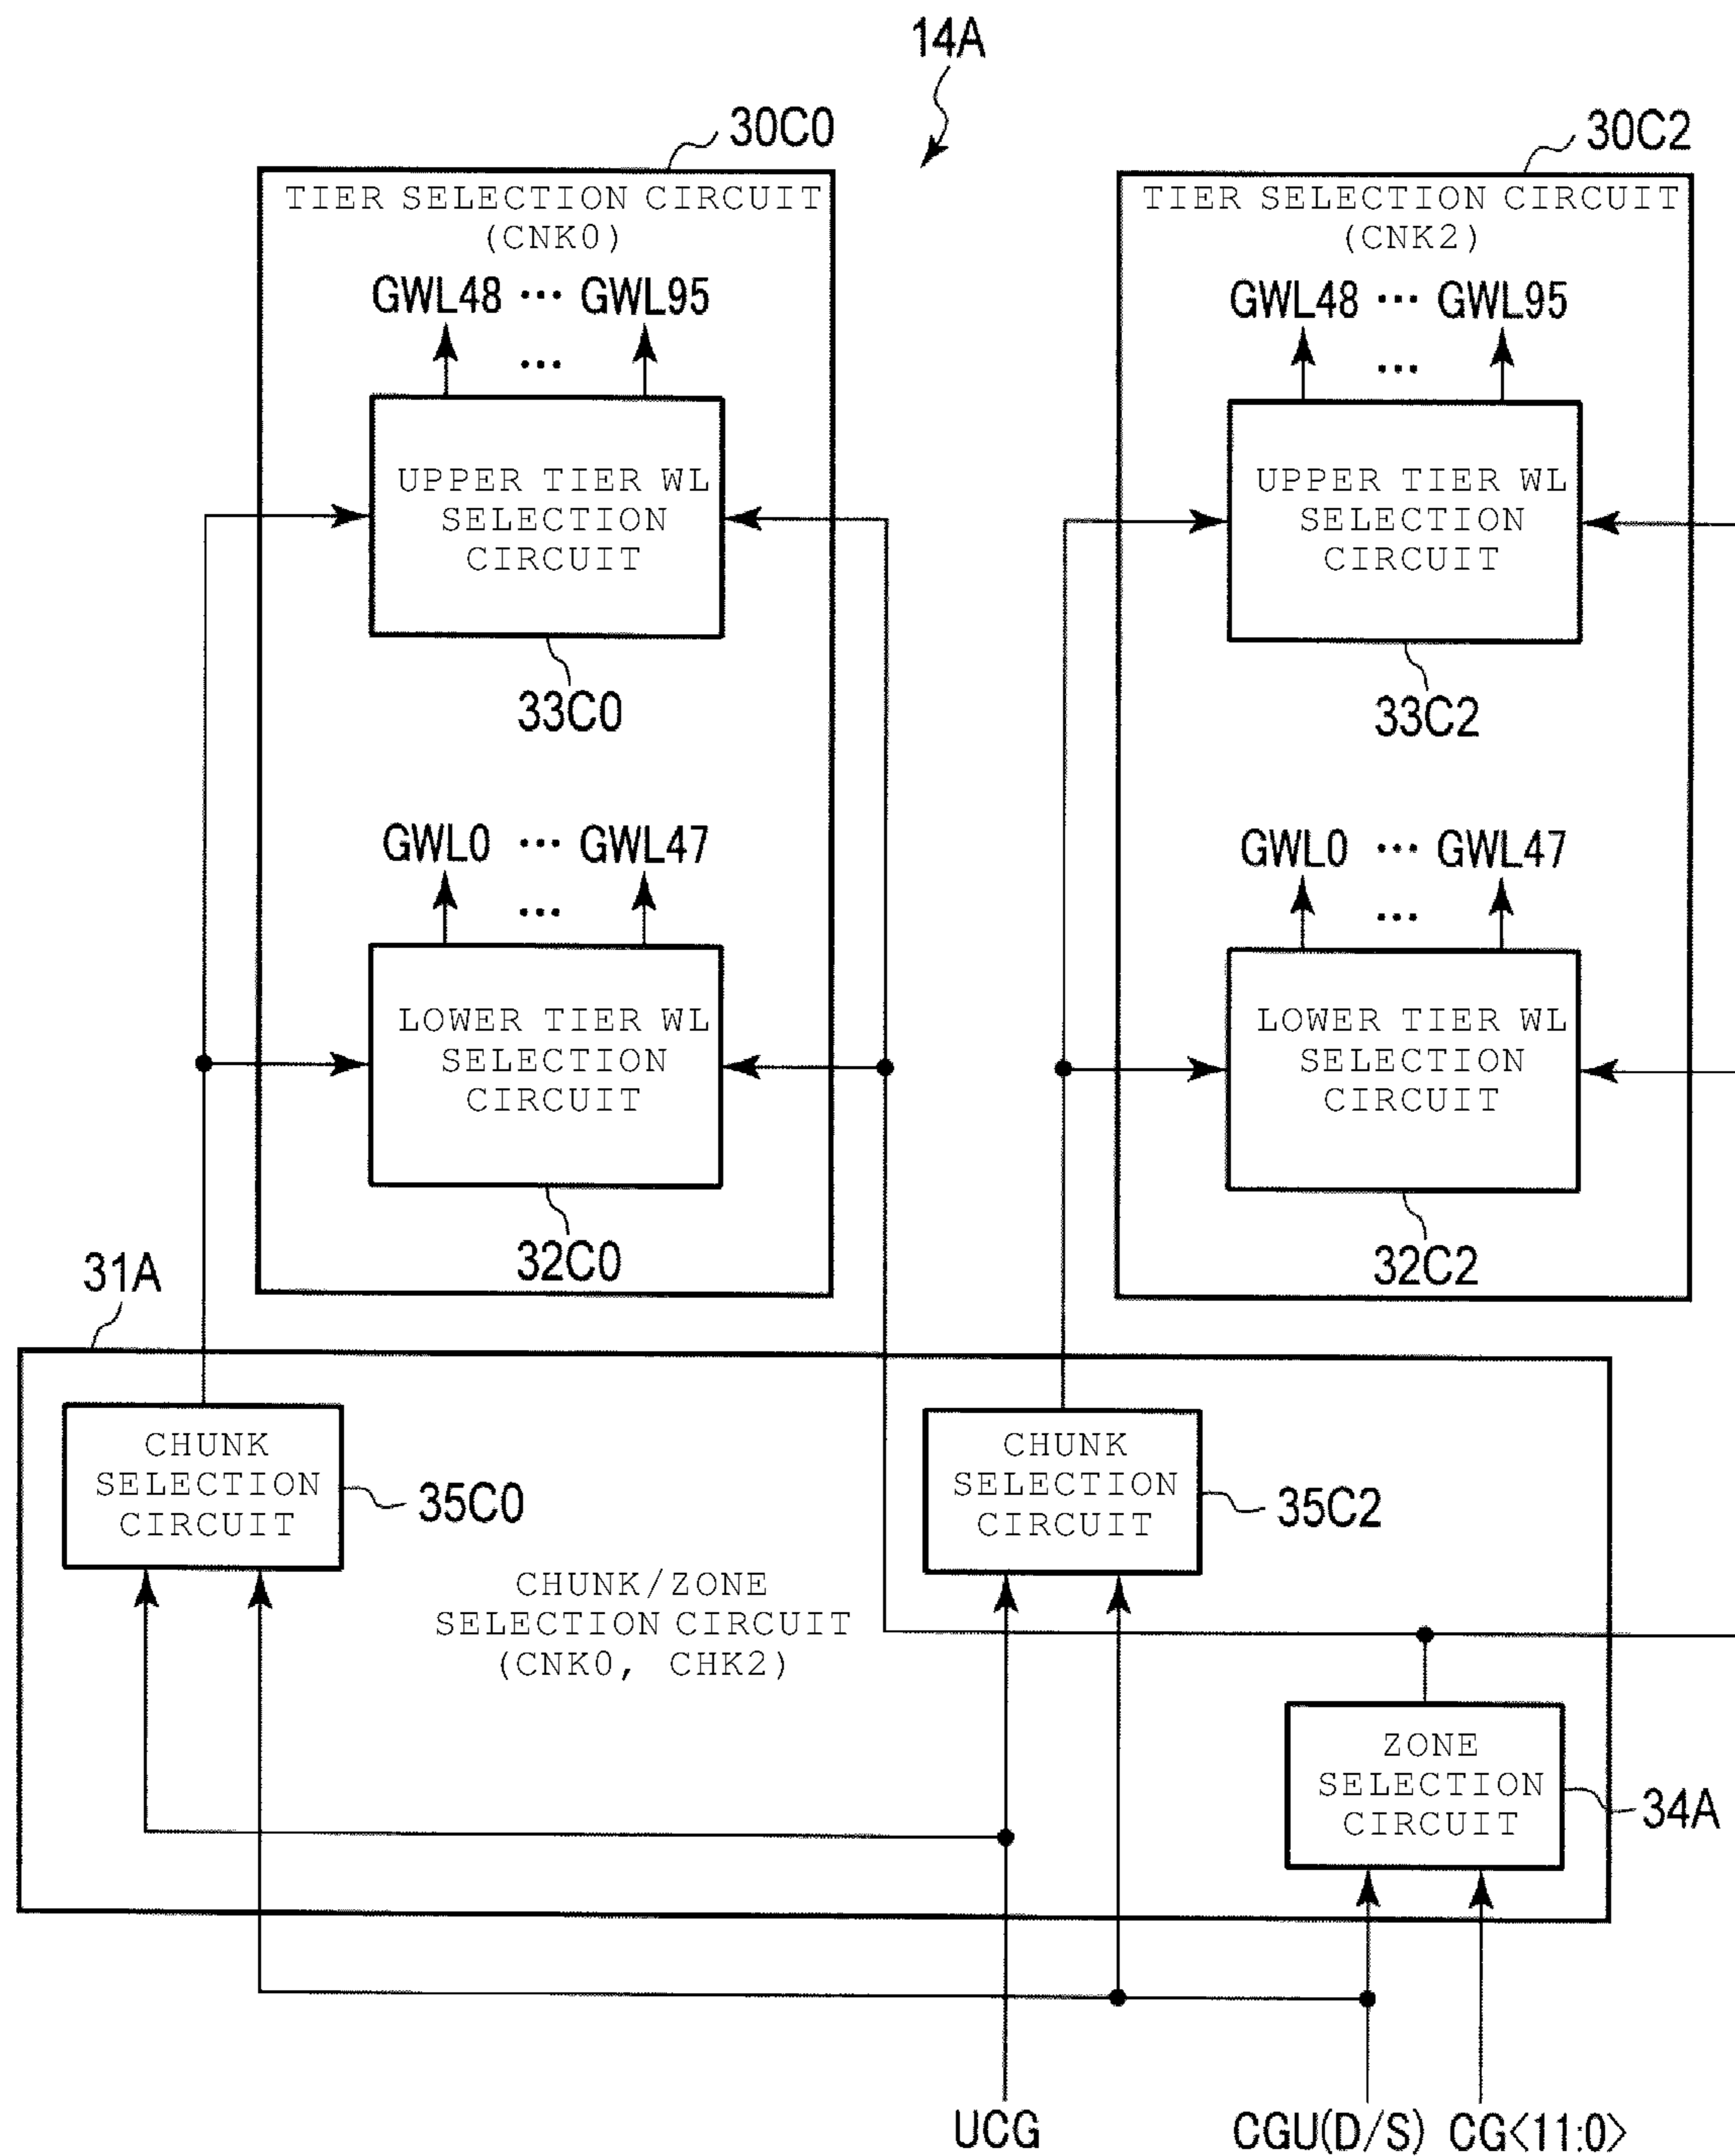 14A
30C0
30C2
TIER SELECTION CIRCUIT
(CNK0)
TIER SELECTION CIRCUIT
(CNK2)
GWL48 ••• GWL95
•••
GWL48 ••• GWL95
•••
UPPER TIER WL
SELECTION
CIRCUIT
UPPER TIER WL
SELECTION
CIRCUIT
33C0
33C2
GWL0 ••• GWL47
•••
GWL0 ••• GWL47
•••
LOWER TIER WL
SELECTION
CIRCUIT
LOWER TIER WL
SELECTION
CIRCUIT
32C0
32C2
31A
CHUNK
SELECTION
CIRCUIT
35C0
CHUNK
SELECTION
CIRCUIT
35C2
CHUNK/ZONE
SELECTION CIRCUIT
(CNK0, CHK2)
ZONE
SELECTION
CIRCUIT
34A
UCG
CGU(D/S)
CG<11:0>